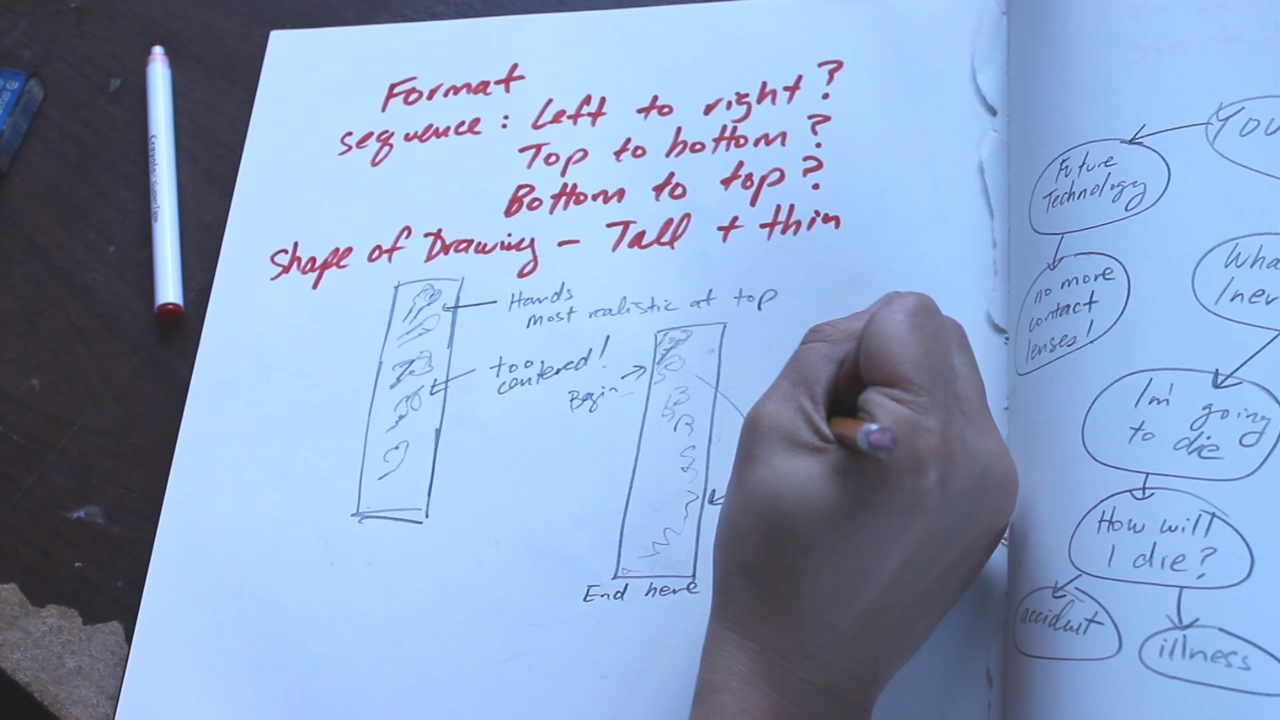 Format
sequence : Left to right?
Top to bottom?
Bottom to top?
Shape of Drawing - Tall + thin
Hands
most realistic at top
too
centered!
Begin
End here
You
Future
Technology
no more
contact
lenses!
I'm going
to die
How will
I die?
accident
illness